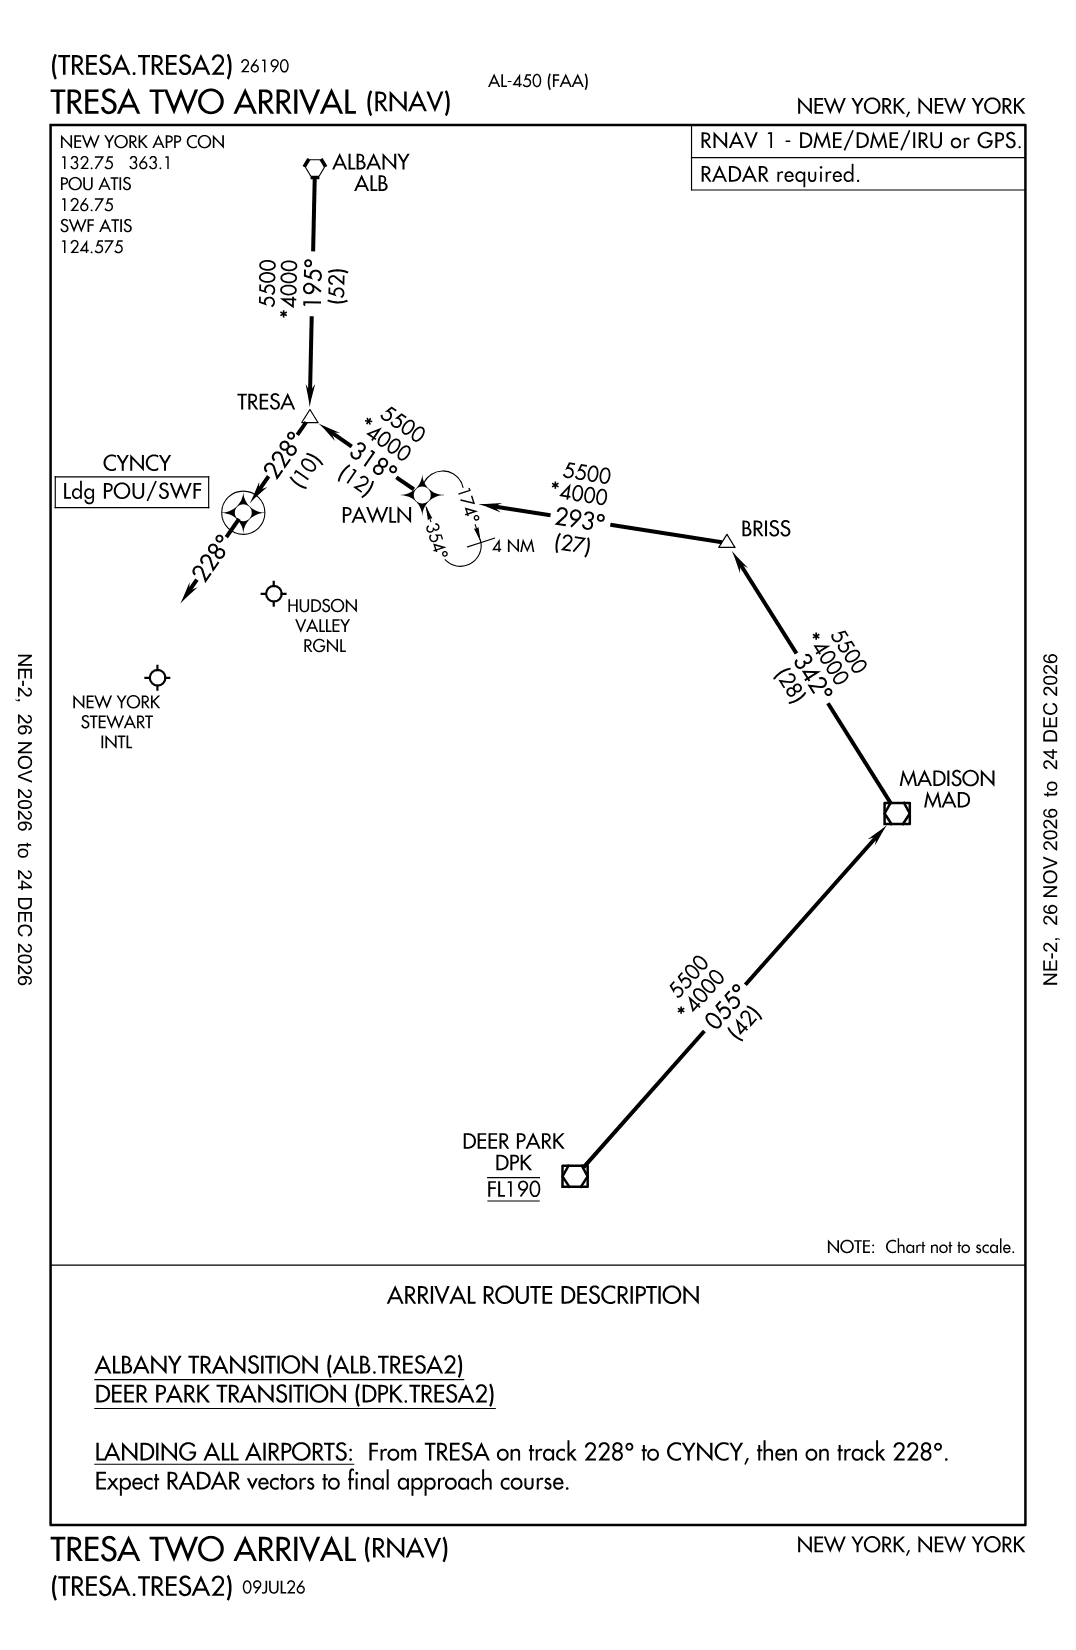 (TRESA.TRESA2) 26190
AL-450 (FAA)
TRESA TWO ARRIVAL (RNAV)
NEW YORK, NEW YORK
NEW YORK APP CON
132.75 363.1
POU ATIS
126.75
SWF ATIS
124.575
RNAV 1 - DME/DME/IRU or GPS.
RADAR required.
ALBANY
ALB
5500
*4000
195°
(52)
TRESA
CYNCY
Ldg POU/SWF
228°
(10)
228°
5500
*4000
318°
(12)
PAWLN
174°
354°
4 NM
5500
*4000
293°
(27)
BRISS
HUDSON
VALLEY
RGNL
NEW YORK
STEWART
INTL
5500
*4000
342°
(28)
MADISON
MAD
5500
*4000
055°
(42)
DEER PARK
DPK
FL190
NOTE: Chart not to scale.
NE-2, 26 NOV 2026 to 24 DEC 2026
NE-2, 26 NOV 2026 to 24 DEC 2026
ARRIVAL ROUTE DESCRIPTION
ALBANY TRANSITION (ALB.TRESA2)
DEER PARK TRANSITION (DPK.TRESA2)
LANDING ALL AIRPORTS: From TRESA on track 228° to CYNCY, then on track 228°.
Expect RADAR vectors to final approach course.
TRESA TWO ARRIVAL (RNAV)
NEW YORK, NEW YORK
(TRESA.TRESA2) 09JUL26